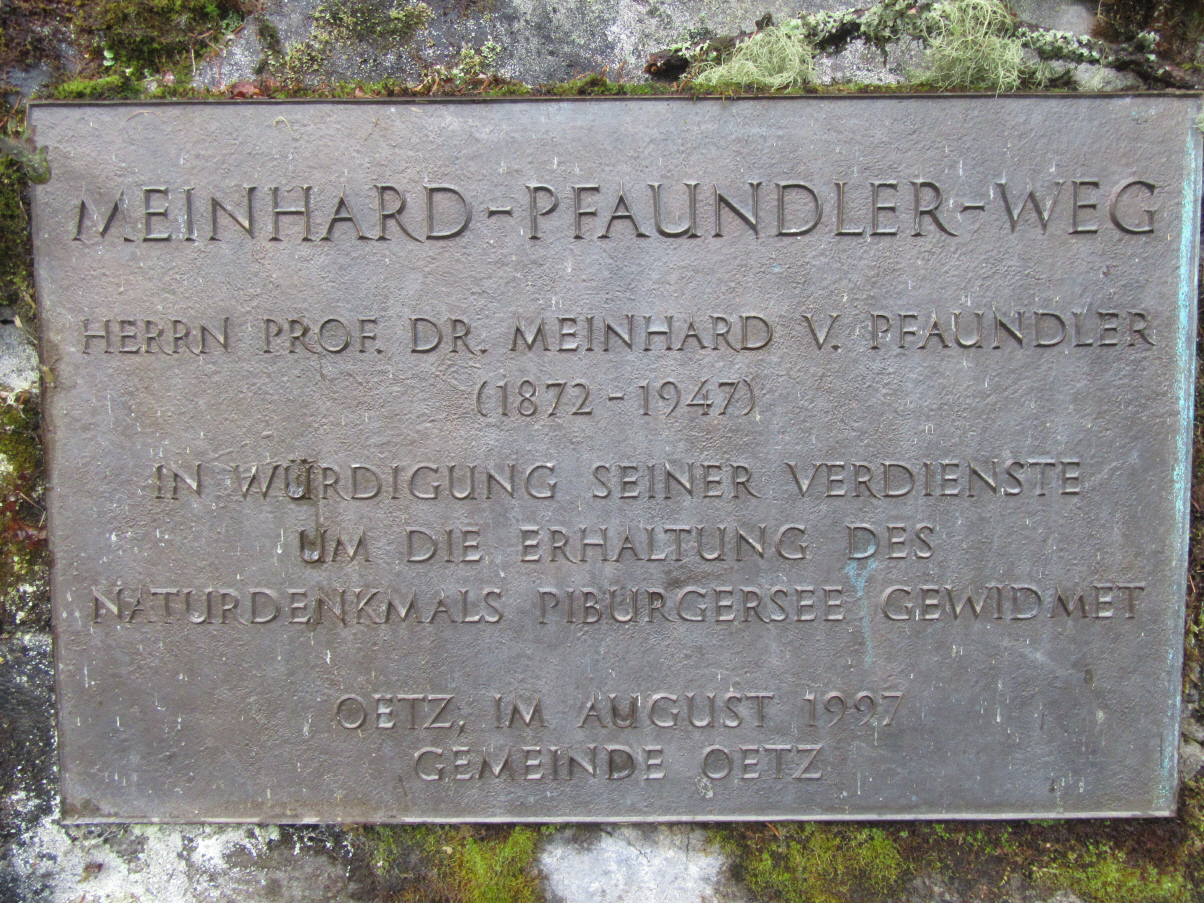 MEINHARD-PFAUNDLER-WEG
HERRN PROF. DR. MEINHARD V. PFAUNDLER
(1872-1947)
IN WÜRDIGUNG SEINER VERDIENSTE
UM DIE ERHALTUNG DES
NATURDENKMALS PIBURGERSEE GEWIDMET
OETZ, IM AUGUST 1997
GEMEINDE OETZ